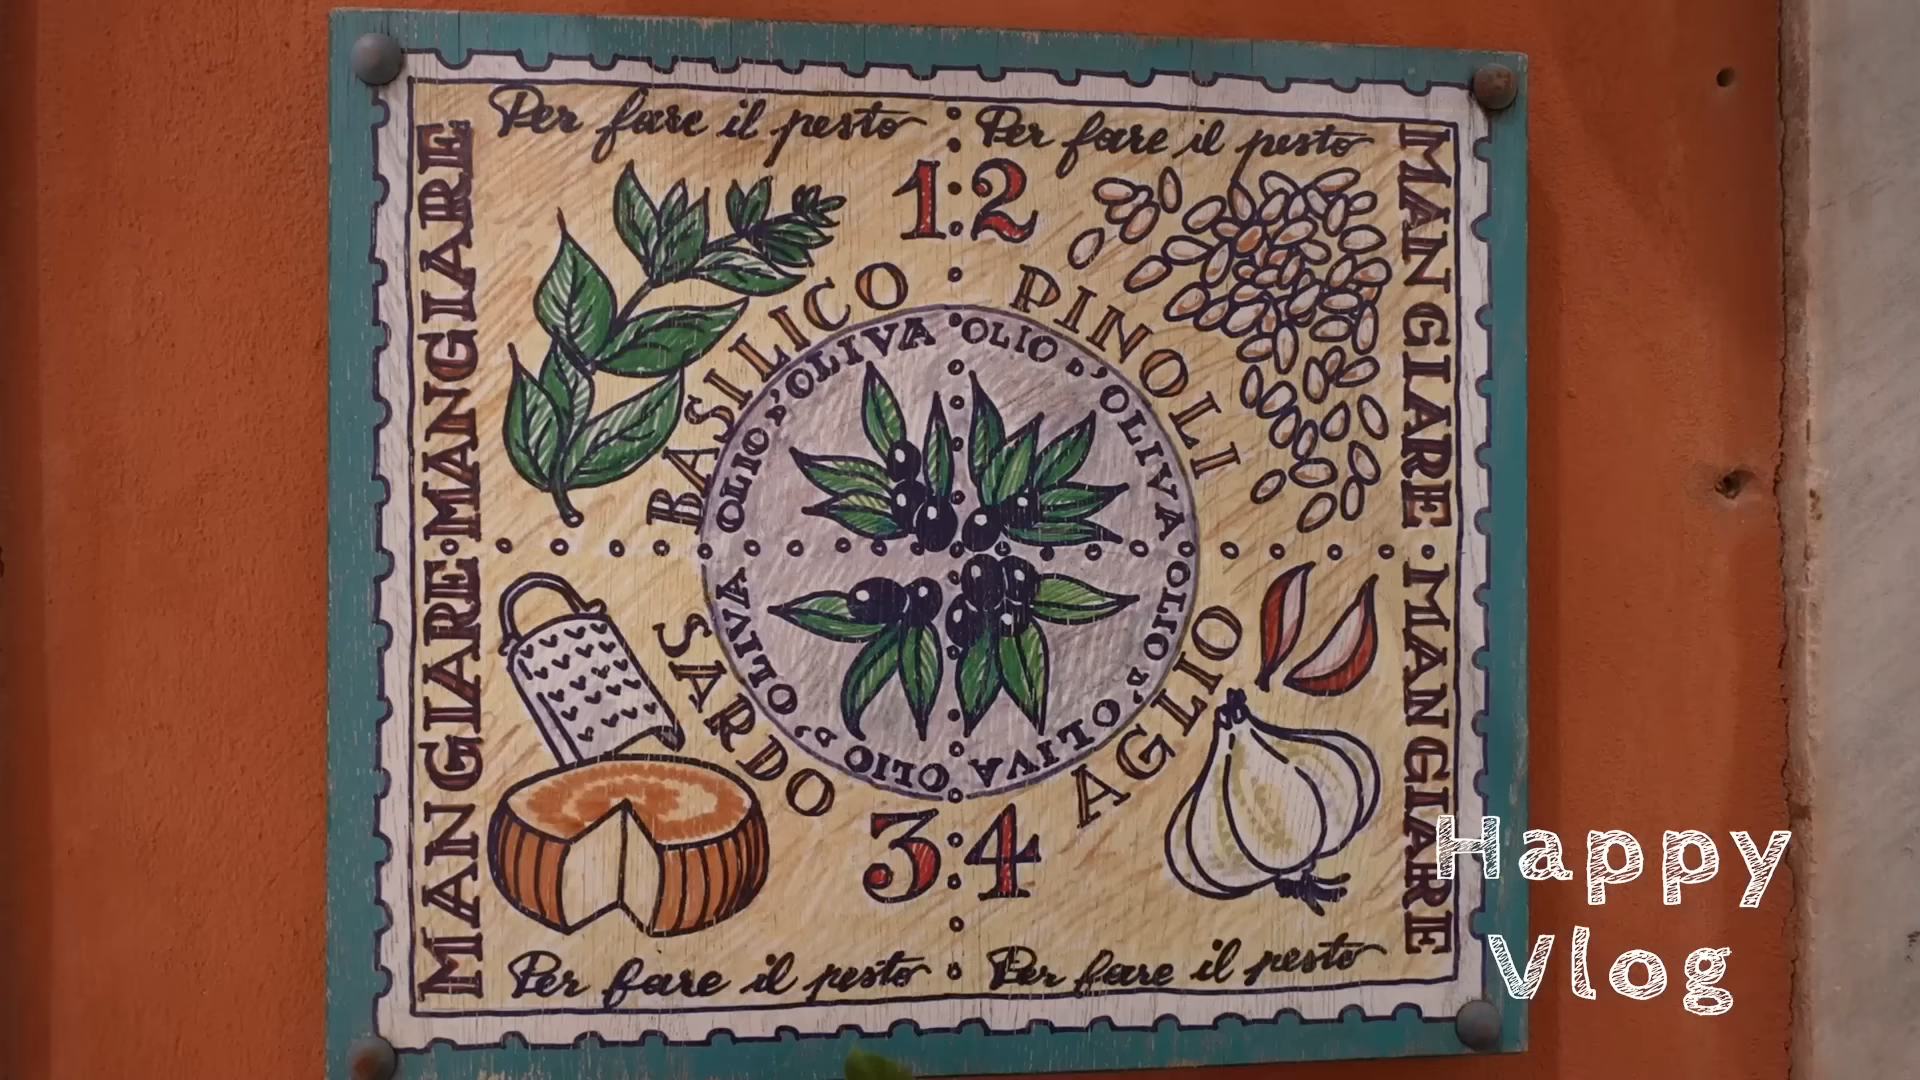 Per fare il pesto
Per fare il pesto
MANGIARE·MANGIARE
MANGIARE·MANGIARE
1:2
BASILICO
PINOLI
OLIO D'OLIVA
OLIO D'OLIVA
OLIO D'OLIVA
OLIO D'OLIVA
SARDO
AGLIO
3:4
Per fare il pesto
Per fare il pesto
Happy
Vlog